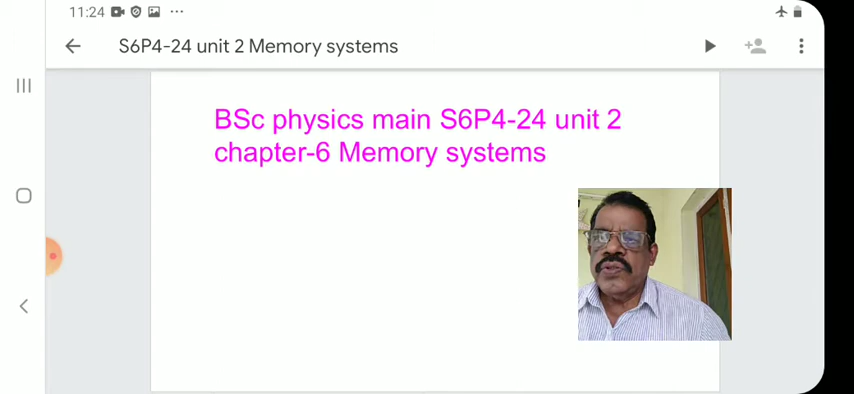 11:24
S6P4-24 unit 2 Memory systems
BSc physics main S6P4-24 unit 2
chapter-6 Memory systems